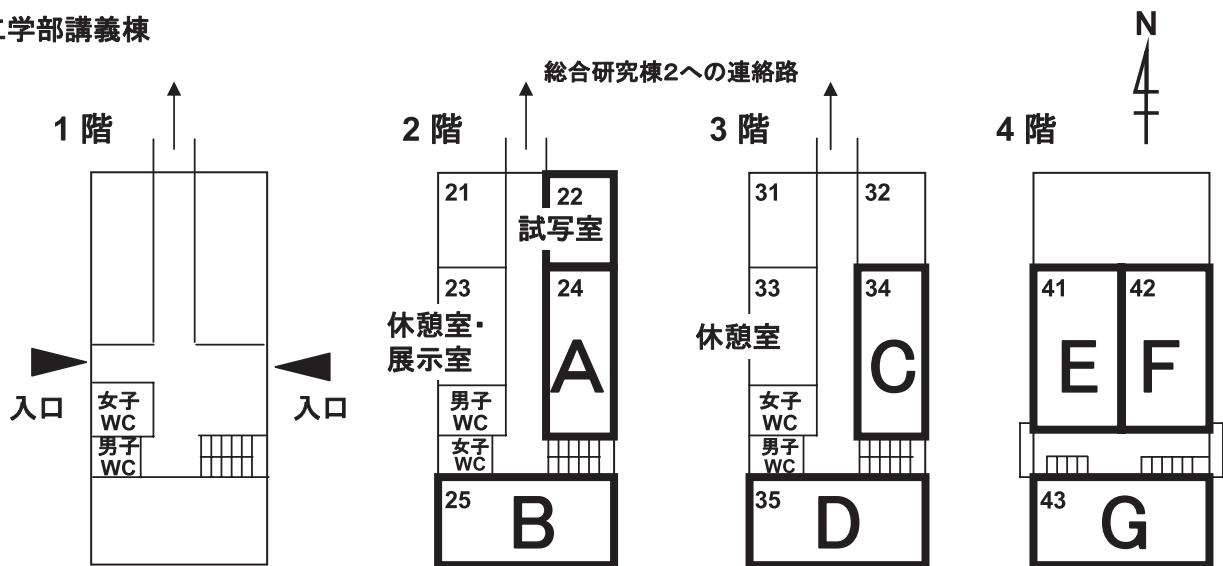 学部講義棟
N
総合研究棟2への連絡路
1階
2階
3階
4階
21
22
試写室
31
32
23
休憩室・
展示室
24
A
33
休憩室
34
C
41
E
42
F
入口
入口
女子
WC
男子
WC
男子
WC
女子
WC
女子
WC
男子
WC
25
B
35
D
43
G